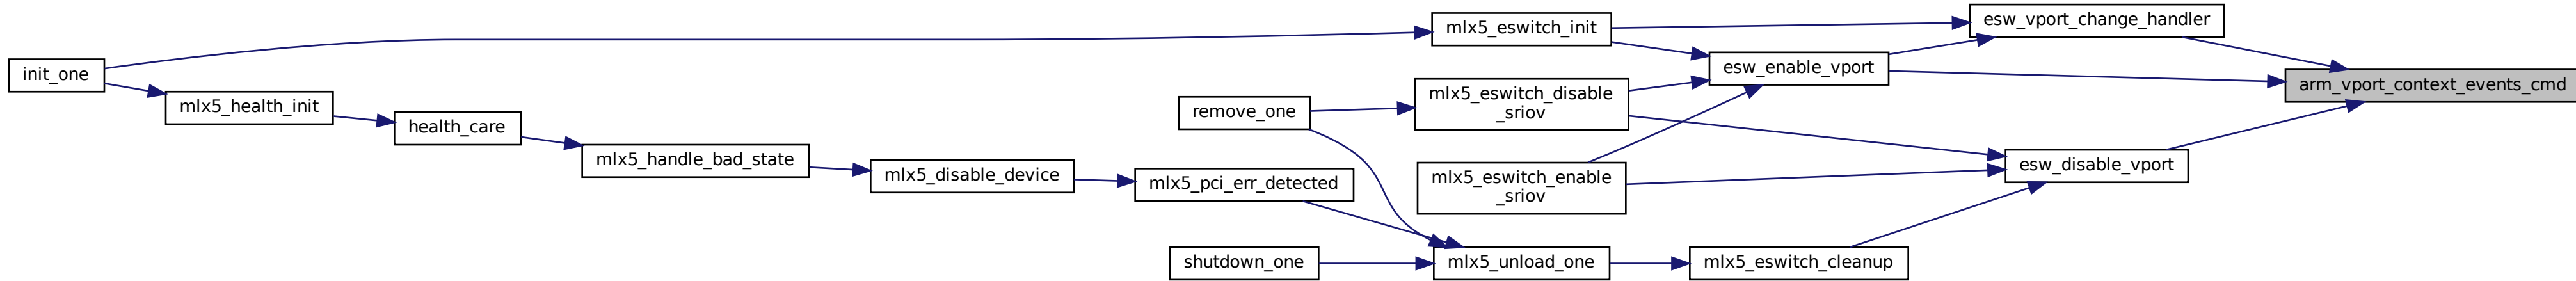 init_one
mlx5_health_init
health_care
mlx5_handle_bad_state
mlx5_disable_device
mlx5_pci_err_detected
remove_one
shutdown_one
mlx5_eswitch_init
mlx5_eswitch_disable
_sriov
mlx5_eswitch_enable
_sriov
mlx5_unload_one
esw_enable_vport
mlx5_eswitch_cleanup
esw_vport_change_handler
esw_disable_vport
arm_vport_context_events_cmd